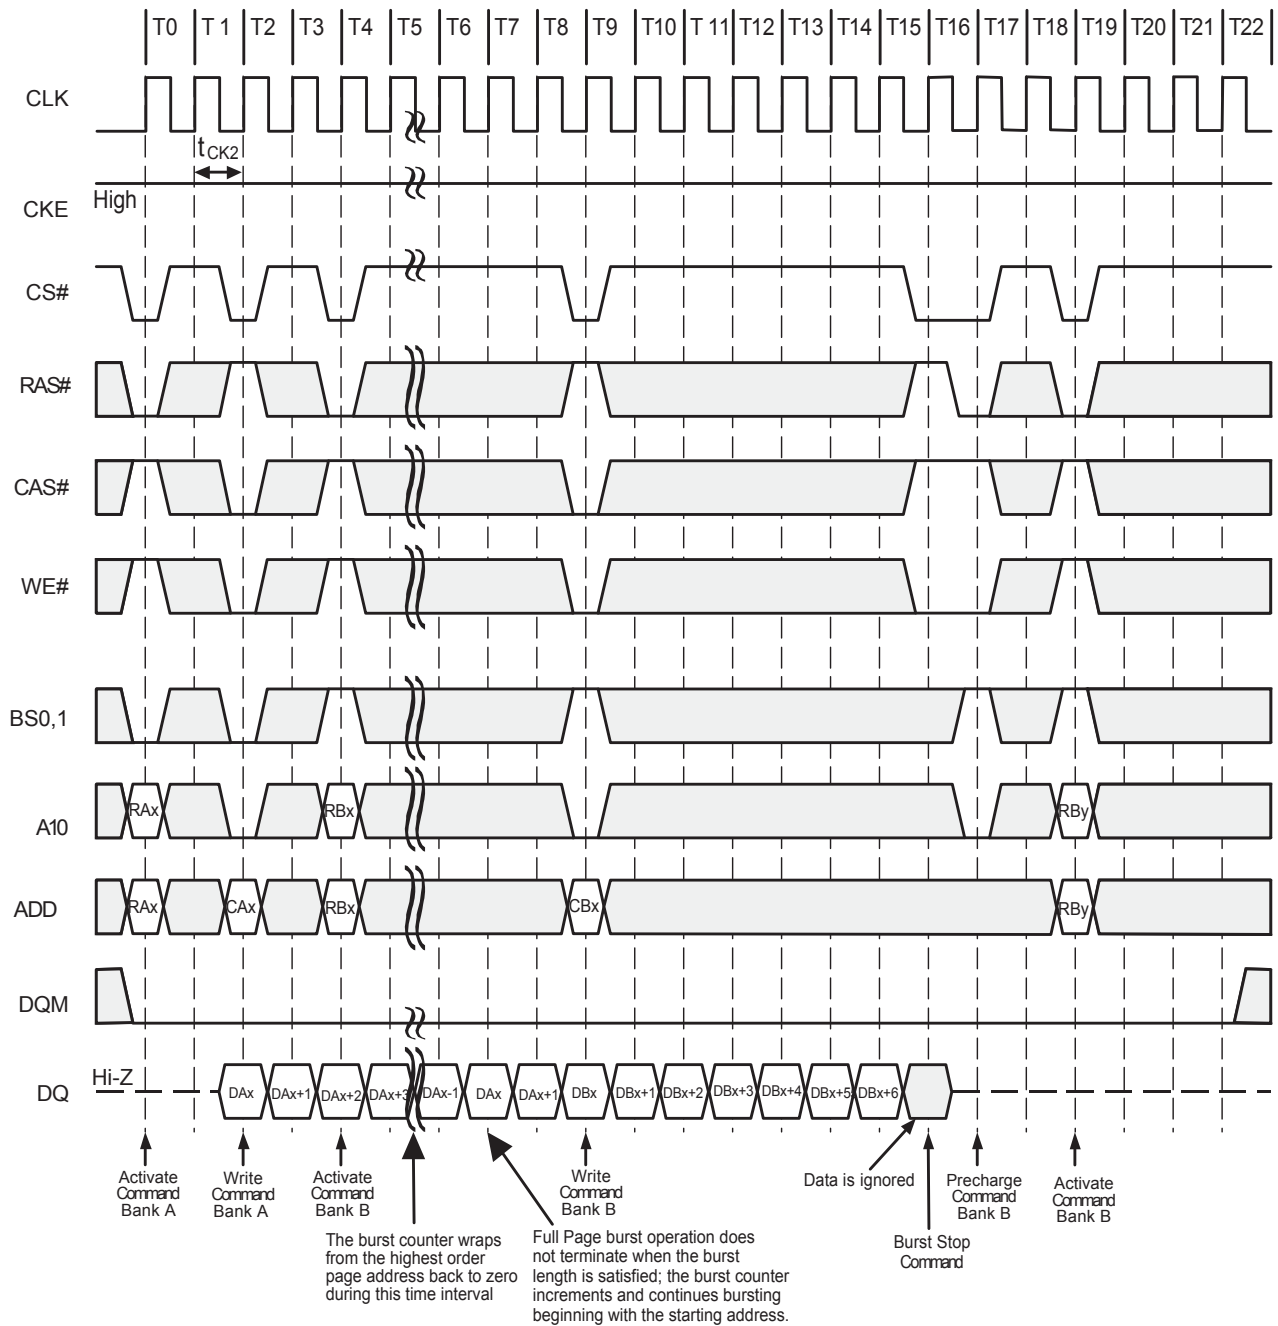 T0 T 1 T2 T3 T4 T5 T6 T7 T8 T9 T10 T 11 T12 T13 T14 T15 T16 T17 T18 T19 T20 T21 T22
CLK
tCK2
CKE
High
CS#
RAS#
CAS#
WE#
BS0,1
A10
RAx RBx RBy
ADD
RAx CAx RBx CBx RBy
DQM
DQ
Hi-Z
DAx DAx+1 DAx+2 DAx+3 DAx-1 DAx DAx+1 DBx DBx+1 DBx+2 DBx+3 DBx+4 DBx+5 DBx+6
Activate
Command
Bank A
Write
Command
Bank A
Activate
Command
Bank B
The burst counter wraps
from the highest order
page address back to zero
during this time interval
Full Page burst operation does
not terminate when the burst
length is satisfied; the burst counter
increments and continues bursting
beginning with the starting address.
Write
Command
Bank B
Data is ignored
Burst Stop
Command
Precharge
Command
Bank B
Activate
Command
Bank B